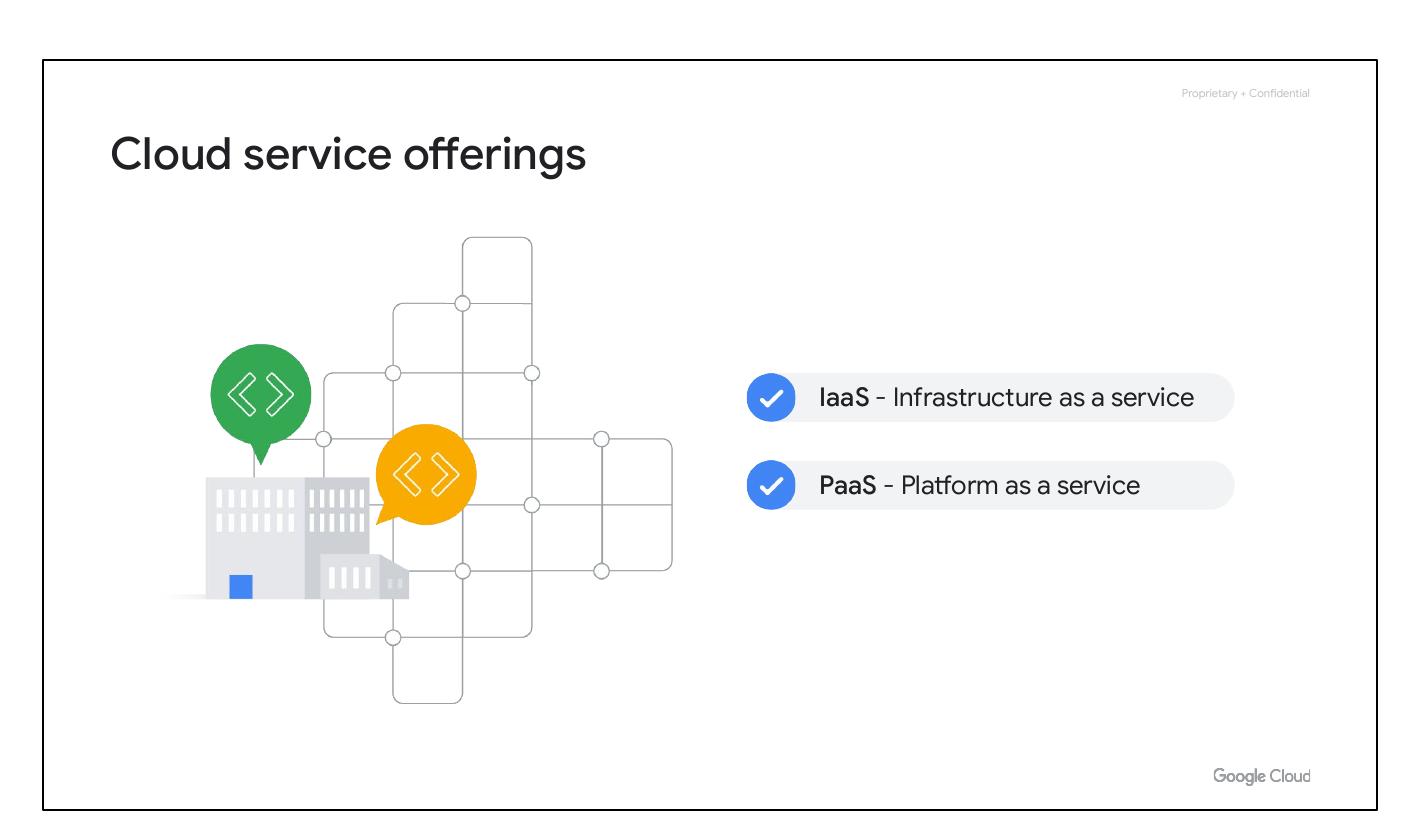 Proprietary + Confidential
Cloud service offerings
IaaS - Infrastructure as a service
PaaS - Platform as a service
Google Cloud